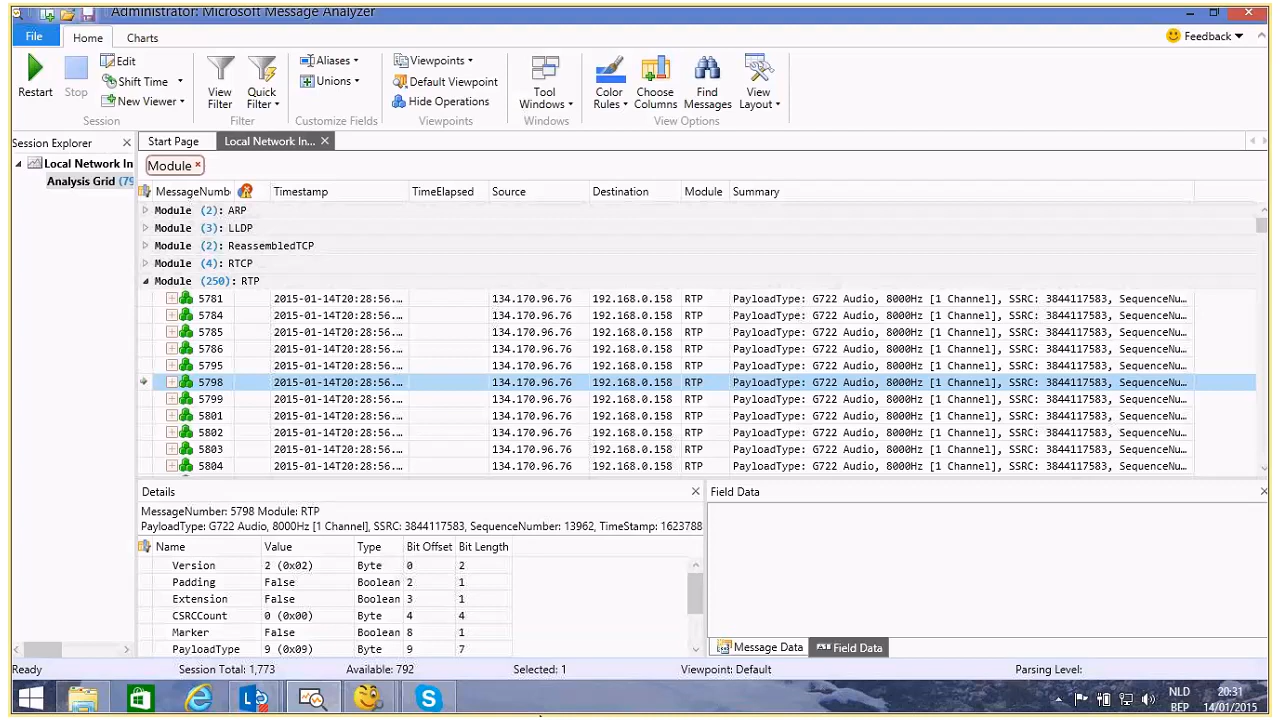 Administrator: Microsoft Message Analyzer
File Home Charts Feedback
Restart Stop Edit Shift Time New Viewer Session
View Filter Quick Filter Filter
Aliases Unions Customize Fields
Viewpoints Default Viewpoint Hide Operations Viewpoints
Tool Windows Windows
Color Rules Choose Columns Find Messages View Layout View Options
Session Explorer
Local Network In
Analysis Grid (79
Start Page Local Network In...
Module
MessageNumb Timestamp TimeElapsed Source Destination Module Summary
Module (2): ARP
Module (3): LLDP
Module (2): ReassembledTCP
Module (4): RTCP
Module (250): RTP
5781 2015-01-14T20:28:56.... 134.170.96.76 192.168.0.158 RTP PayloadType: G722 Audio, 8000Hz [1 Channel], SSRC: 3844117583, SequenceNu...
5784 2015-01-14T20:28:56.... 134.170.96.76 192.168.0.158 RTP PayloadType: G722 Audio, 8000Hz [1 Channel], SSRC: 3844117583, SequenceNu...
5785 2015-01-14T20:28:56.... 134.170.96.76 192.168.0.158 RTP PayloadType: G722 Audio, 8000Hz [1 Channel], SSRC: 3844117583, SequenceNu...
5786 2015-01-14T20:28:56.... 134.170.96.76 192.168.0.158 RTP PayloadType: G722 Audio, 8000Hz [1 Channel], SSRC: 3844117583, SequenceNu...
5795 2015-01-14T20:28:56.... 134.170.96.76 192.168.0.158 RTP PayloadType: G722 Audio, 8000Hz [1 Channel], SSRC: 3844117583, SequenceNu...
5798 2015-01-14T20:28:56.... 134.170.96.76 192.168.0.158 RTP PayloadType: G722 Audio, 8000Hz [1 Channel], SSRC: 3844117583, SequenceNu...
5799 2015-01-14T20:28:56.... 134.170.96.76 192.168.0.158 RTP PayloadType: G722 Audio, 8000Hz [1 Channel], SSRC: 3844117583, SequenceNu...
5801 2015-01-14T20:28:56.... 134.170.96.76 192.168.0.158 RTP PayloadType: G722 Audio, 8000Hz [1 Channel], SSRC: 3844117583, SequenceNu...
5802 2015-01-14T20:28:56.... 134.170.96.76 192.168.0.158 RTP PayloadType: G722 Audio, 8000Hz [1 Channel], SSRC: 3844117583, SequenceNu...
5803 2015-01-14T20:28:56.... 134.170.96.76 192.168.0.158 RTP PayloadType: G722 Audio, 8000Hz [1 Channel], SSRC: 3844117583, SequenceNu...
5804 2015-01-14T20:28:56.... 134.170.96.76 192.168.0.158 RTP PayloadType: G722 Audio, 8000Hz [1 Channel], SSRC: 3844117583, SequenceNu...
Details
MessageNumber: 5798 Module: RTP
PayloadType: G722 Audio, 8000Hz [1 Channel], SSRC: 3844117583, SequenceNumber: 13962, TimeStamp: 1623788
Name Value Type Bit Offset Bit Length
Version 2 (0x02) Byte 0 2
Padding False Boolean 2 1
Extension False Boolean 3 1
CSRCCount 0 (0x00) Byte 4 4
Marker False Boolean 8 1
PayloadType 9 (0x09) Byte 9 7
Field Data
Message Data Field Data
Ready Session Total: 1,773 Available: 792 Selected: 1 Viewpoint: Default Parsing Level:
NLD 20:31
BEP 14/01/2015